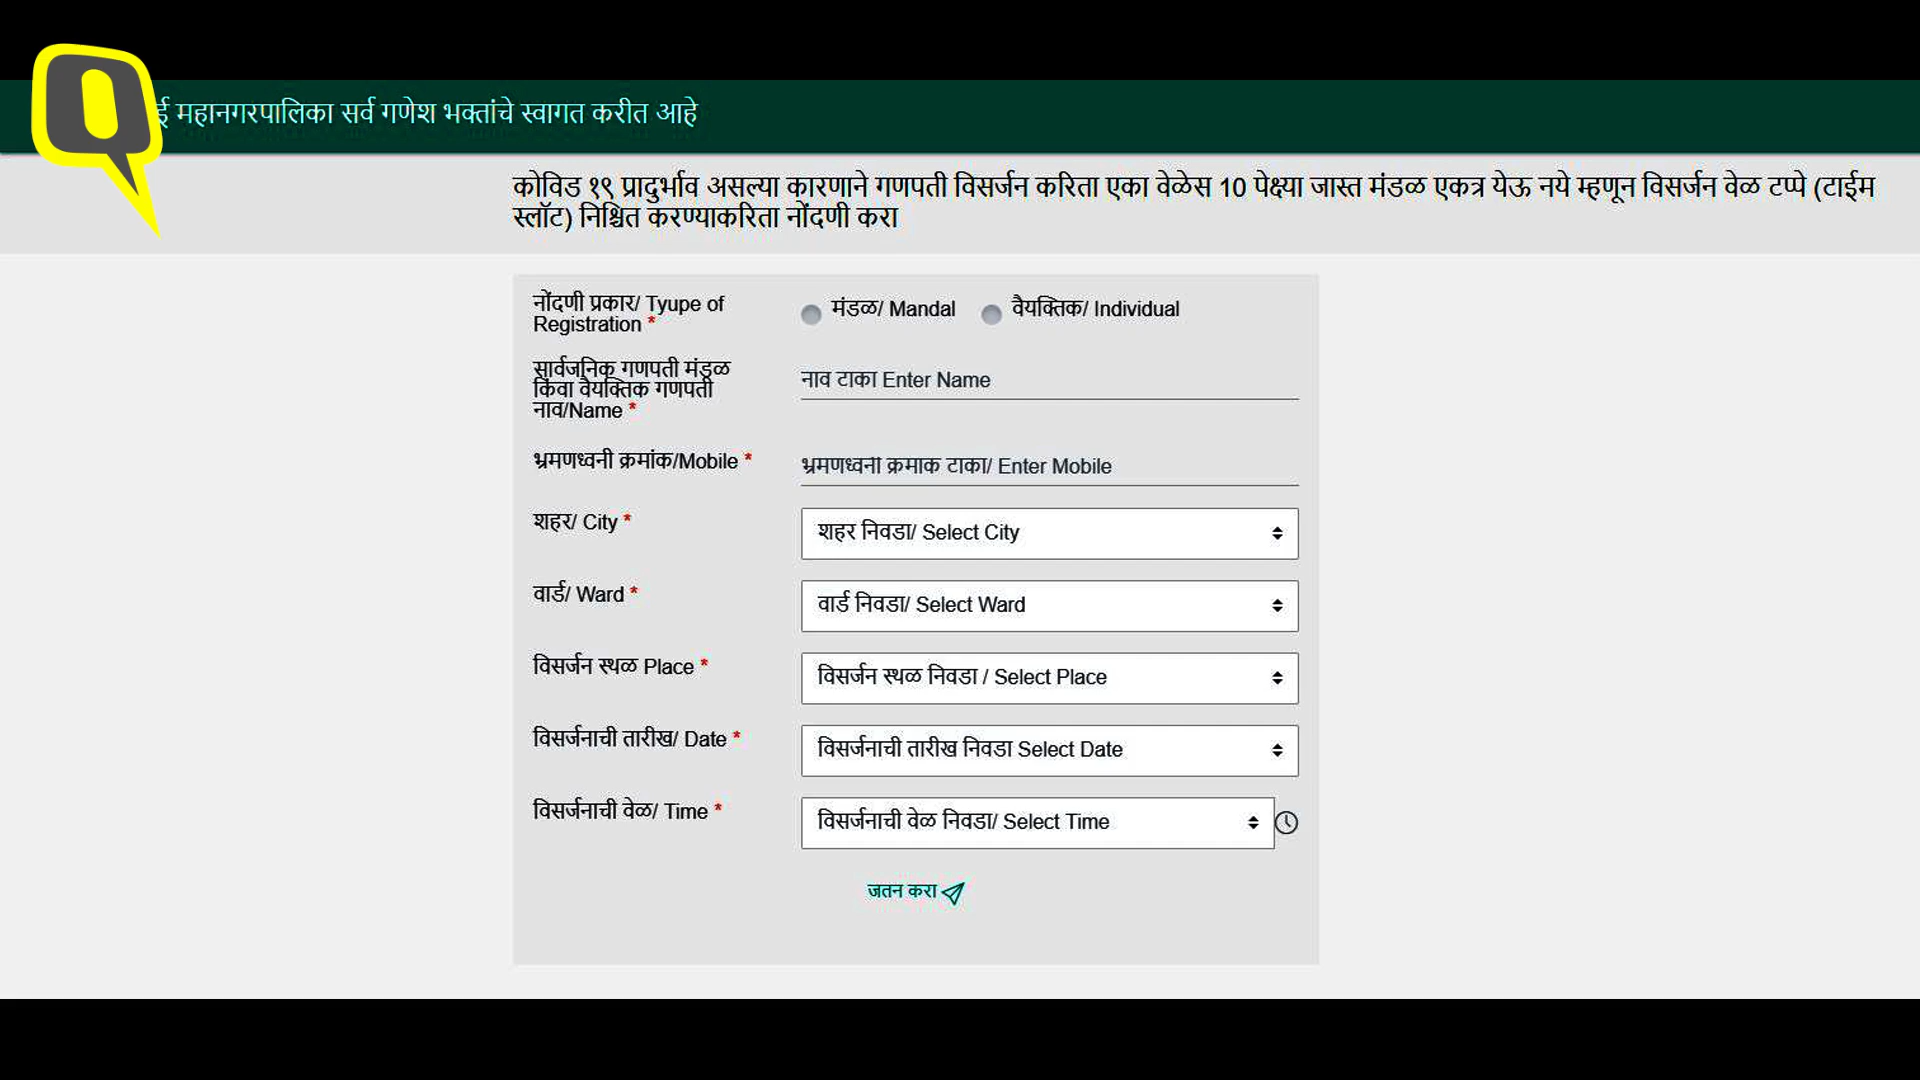 ई महानगरपालिका सर्व गणेश भक्तांचे स्वागत करीत आहे
कोविड १९ प्रादुर्भाव असल्या कारणाने गणपती विसर्जन करिता एका वेळेस 10 पेक्ष्या जास्त मंडळ एकत्र येऊ नये म्हणून विसर्जन वेळ टप्पे (टाईम
स्लॉट) निश्चित करण्याकरिता नोंदणी करा
नोंदणी प्रकार/ Tyupe of
Registration *
मंडळ/ Mandal
वैयक्तिक/ Individual
सार्वजनिक गणपती मंडळ
किंवा वैयक्तिक गणपती
नाव/Name *
नाव टाका Enter Name
भ्रमणध्वनी क्रमांक/Mobile *
भ्रमणध्वनी क्रमाक टाका/ Enter Mobile
शहर/ City *
शहर निवडा/ Select City
वार्ड/ Ward *
वार्ड निवडा/ Select Ward
विसर्जन स्थळ Place *
विसर्जन स्थळ निवडा / Select Place
विसर्जनाची तारीख/ Date *
विसर्जनाची तारीख निवडा Select Date
विसर्जनाची वेळ/ Time *
विसर्जनाची वेळ निवडा/ Select Time
जतन करा